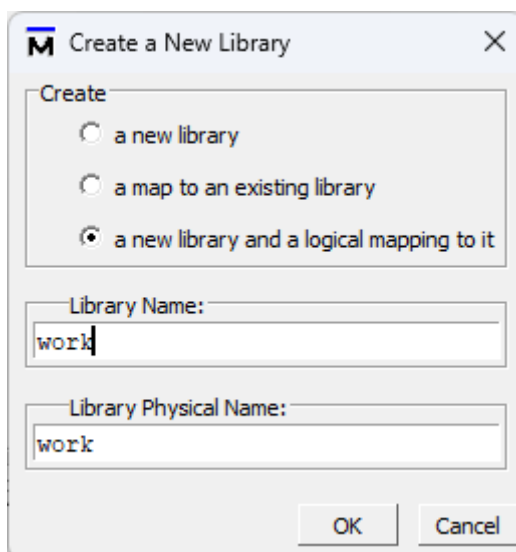 Create a New Library
Create
a new library
a map to an existing library
a new library and a logical mapping to it
Library Name:
work
Library Physical Name:
work
OK Cancel